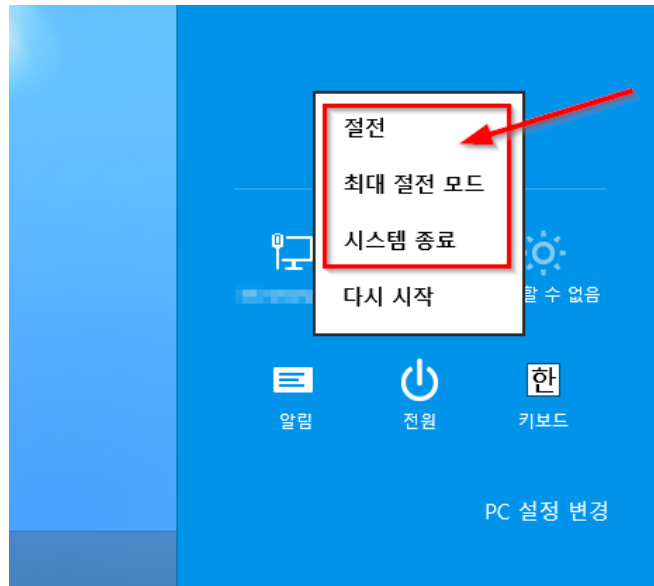 절전
최대 절전 모드
시스템 종료
다시 시작
할 수 없음
한
알림
전원
키보드
PC 설정 변경